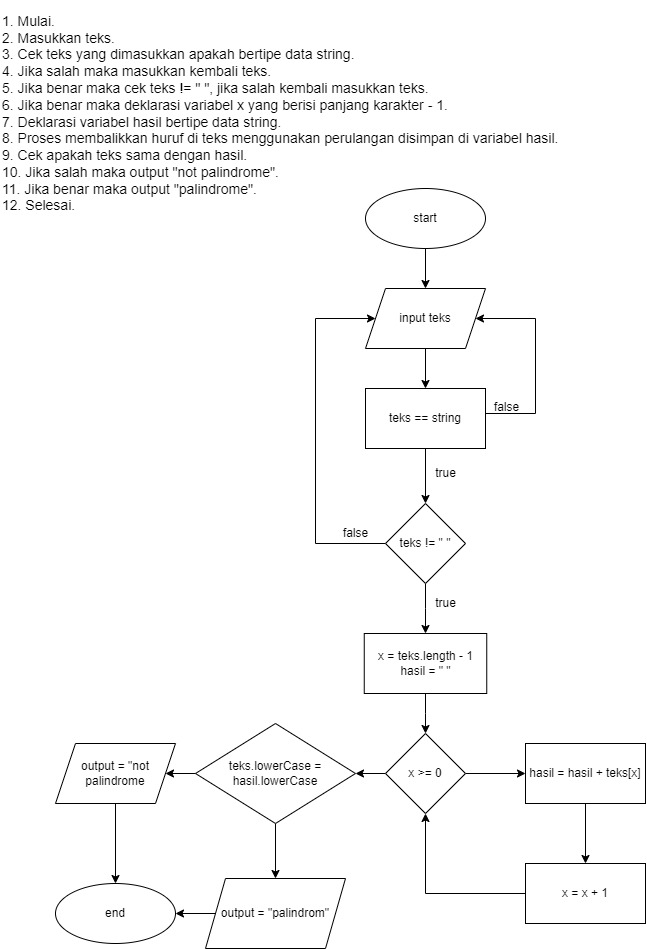 1. Mulai.
2. Masukkan teks.
3. Cek teks yang dimasukkan apakah bertipe data string.
4. Jika salah maka masukkan kembali teks.
5. Jika benar maka cek teks != " ", jika salah kembali masukkan teks.
6. Jika benar maka deklarasi variabel x yang berisi panjang karakter - 1.
7. Deklarasi variabel hasil bertipe data string.
8. Proses membalikkan huruf di teks menggunakan perulangan disimpan di variabel hasil.
9. Cek apakah teks sama dengan hasil.
10. Jika salah maka output "not palindrome".
11. Jika benar maka output "palindrome".
12. Selesai.
start
input teks
teks == string
false
true
false
teks != " "
true
x = teks.length - 1
hasil = " "
output = "not
palindrome
teks.lowerCase =
hasil.lowerCase
x >= 0
hasil = hasil + teks[x]
x = x + 1
end
output = "palindrom"